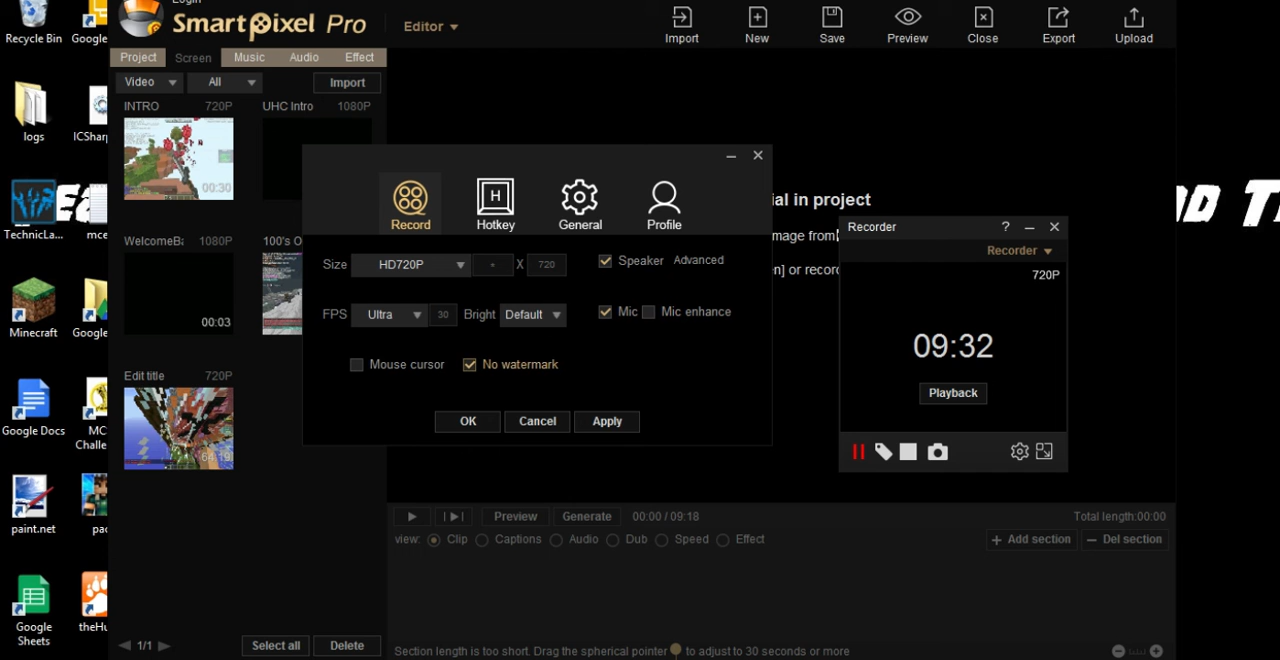 Login
SmartPixel Pro
Editor
Import
New
Save
Preview
Close
Export
Upload
Recycle Bin
Google
Project
Screen
Music
Audio
Effect
Video
All
Import
INTRO 720P
UHC Intro 1080P
00:30
logs
ICSharp
TechnicLa...
mce
WelcomeBa 1080P
100's O
00:03
Minecraft
Google
Edit title 720P
64:19
Google Docs
MC
Challe
paint.net
pac
Google
Sheets
theHu
1/1
Select all
Delete
Record
Hotkey
General
Profile
Size
HD720P
X
720
Speaker
Advanced
FPS
Ultra
30
Bright
Default
Mic
Mic enhance
Mouse cursor
No watermark
OK
Cancel
Apply
ial in project
mage from
en] or recor
Recorder
?
Recorder
720P
09:32
Playback
Preview
Generate
00:00 / 09:18
Total length:00:00
view:
Clip
Captions
Audio
Dub
Speed
Effect
+ Add section
− Del section
Section length is too short. Drag the spherical pointer to adjust to 30 seconds or more